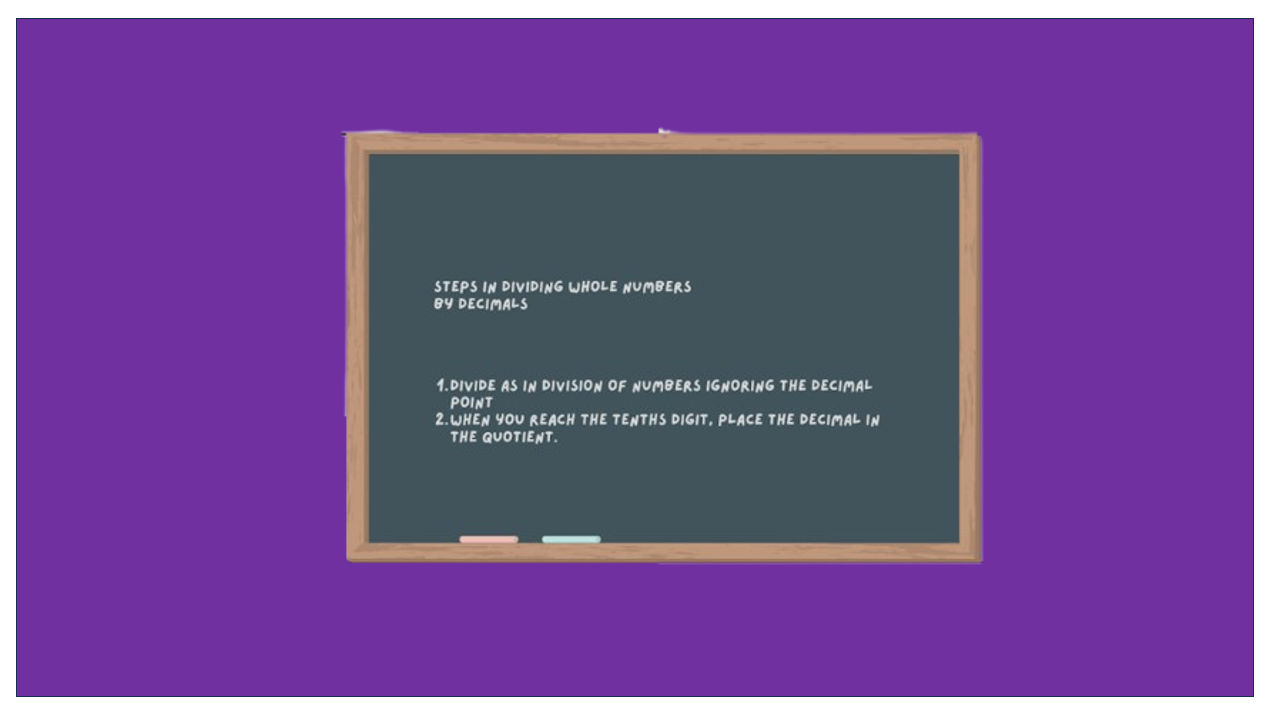 STEPS IN DIVIDING WHOLE NUMBERS
BY DECIMALS
1.DIVIDE AS IN DIVISION OF NUMBERS IGNORING THE DECIMAL
POINT
2.WHEN YOU REACH THE TENTHS DIGIT, PLACE THE DECIMAL IN
THE QUOTIENT.